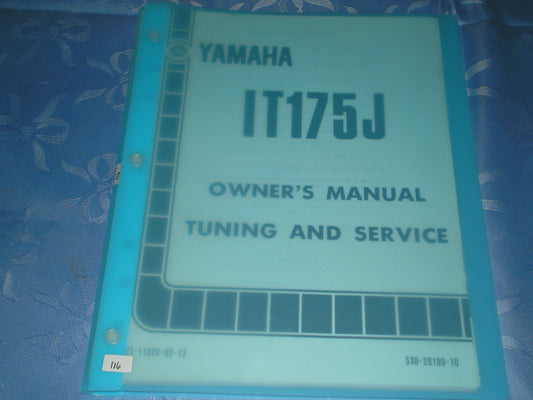 YAMAHA
IT175J
OWNER'S MANUAL
TUNING AND SERVICE
5X8-28199-10
116